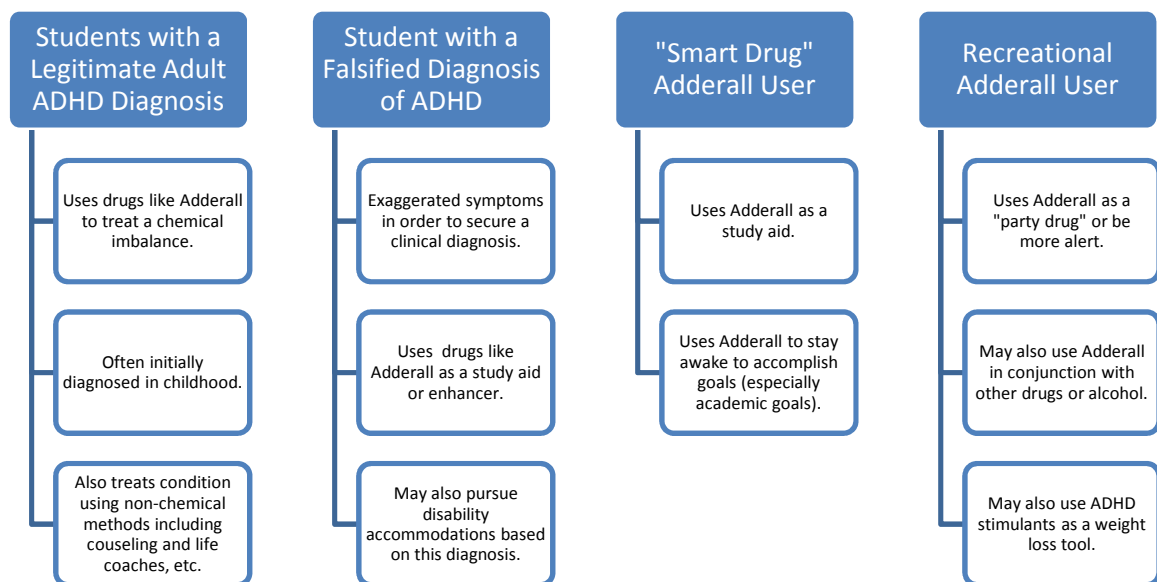 Students with a
Legitimate Adult
ADHD Diagnosis
Uses drugs like Adderall
to treat a chemical
imbalance.
Often initially
diagnosed in childhood.
Also treats condition
using non-chemical
methods including
couseling and life
coaches, etc.
Student with a
Falsified Diagnosis
of ADHD
Exaggerated symptoms
in order to secure a
clinical diagnosis.
Uses drugs like
Adderall as a study aid
or enhancer.
May also pursue
disability
accommodations based
on this diagnosis.
"Smart Drug"
Adderall User
Uses Adderall as a
study aid.
Uses Adderall to stay
awake to accomplish
goals (especially
academic goals).
Recreational
Adderall User
Uses Adderall as a
"party drug" or be
more alert.
May also use Adderall
in conjunction with
other drugs or alcohol.
May also use ADHD
stimulants as a weight
loss tool.